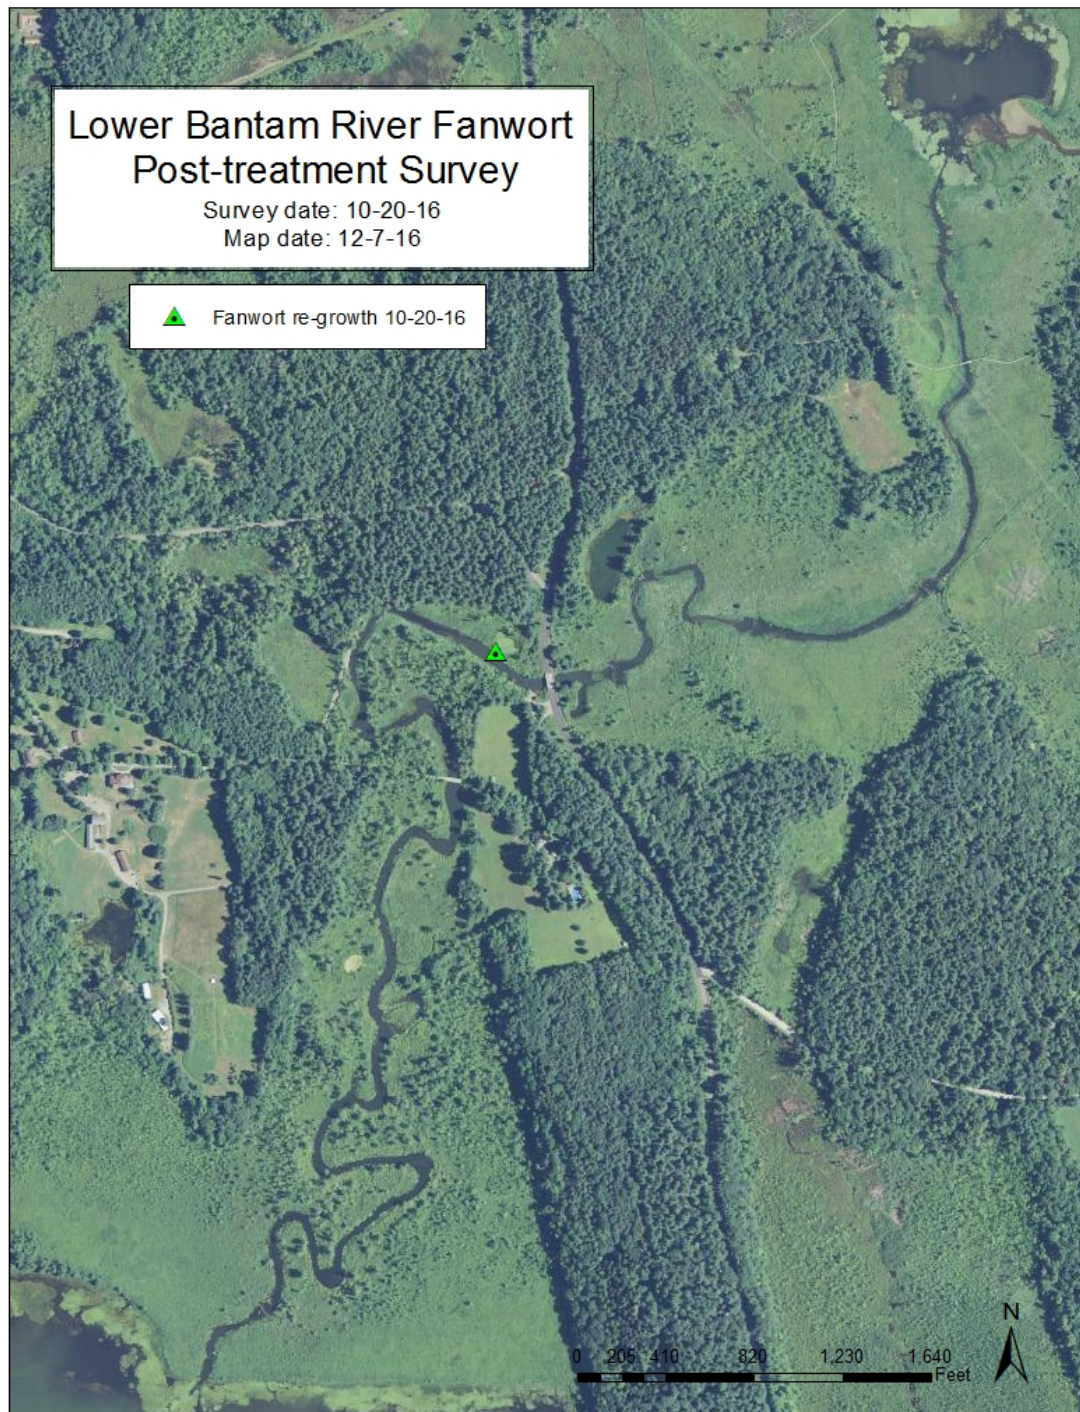 Lower Bantam River Fanwort
Post-treatment Survey
Survey date: 10-20-16
Map date: 12-7-16
Fanwort re-growth 10-20-16
N
0 205 410 820 1,230 1,640
Feet